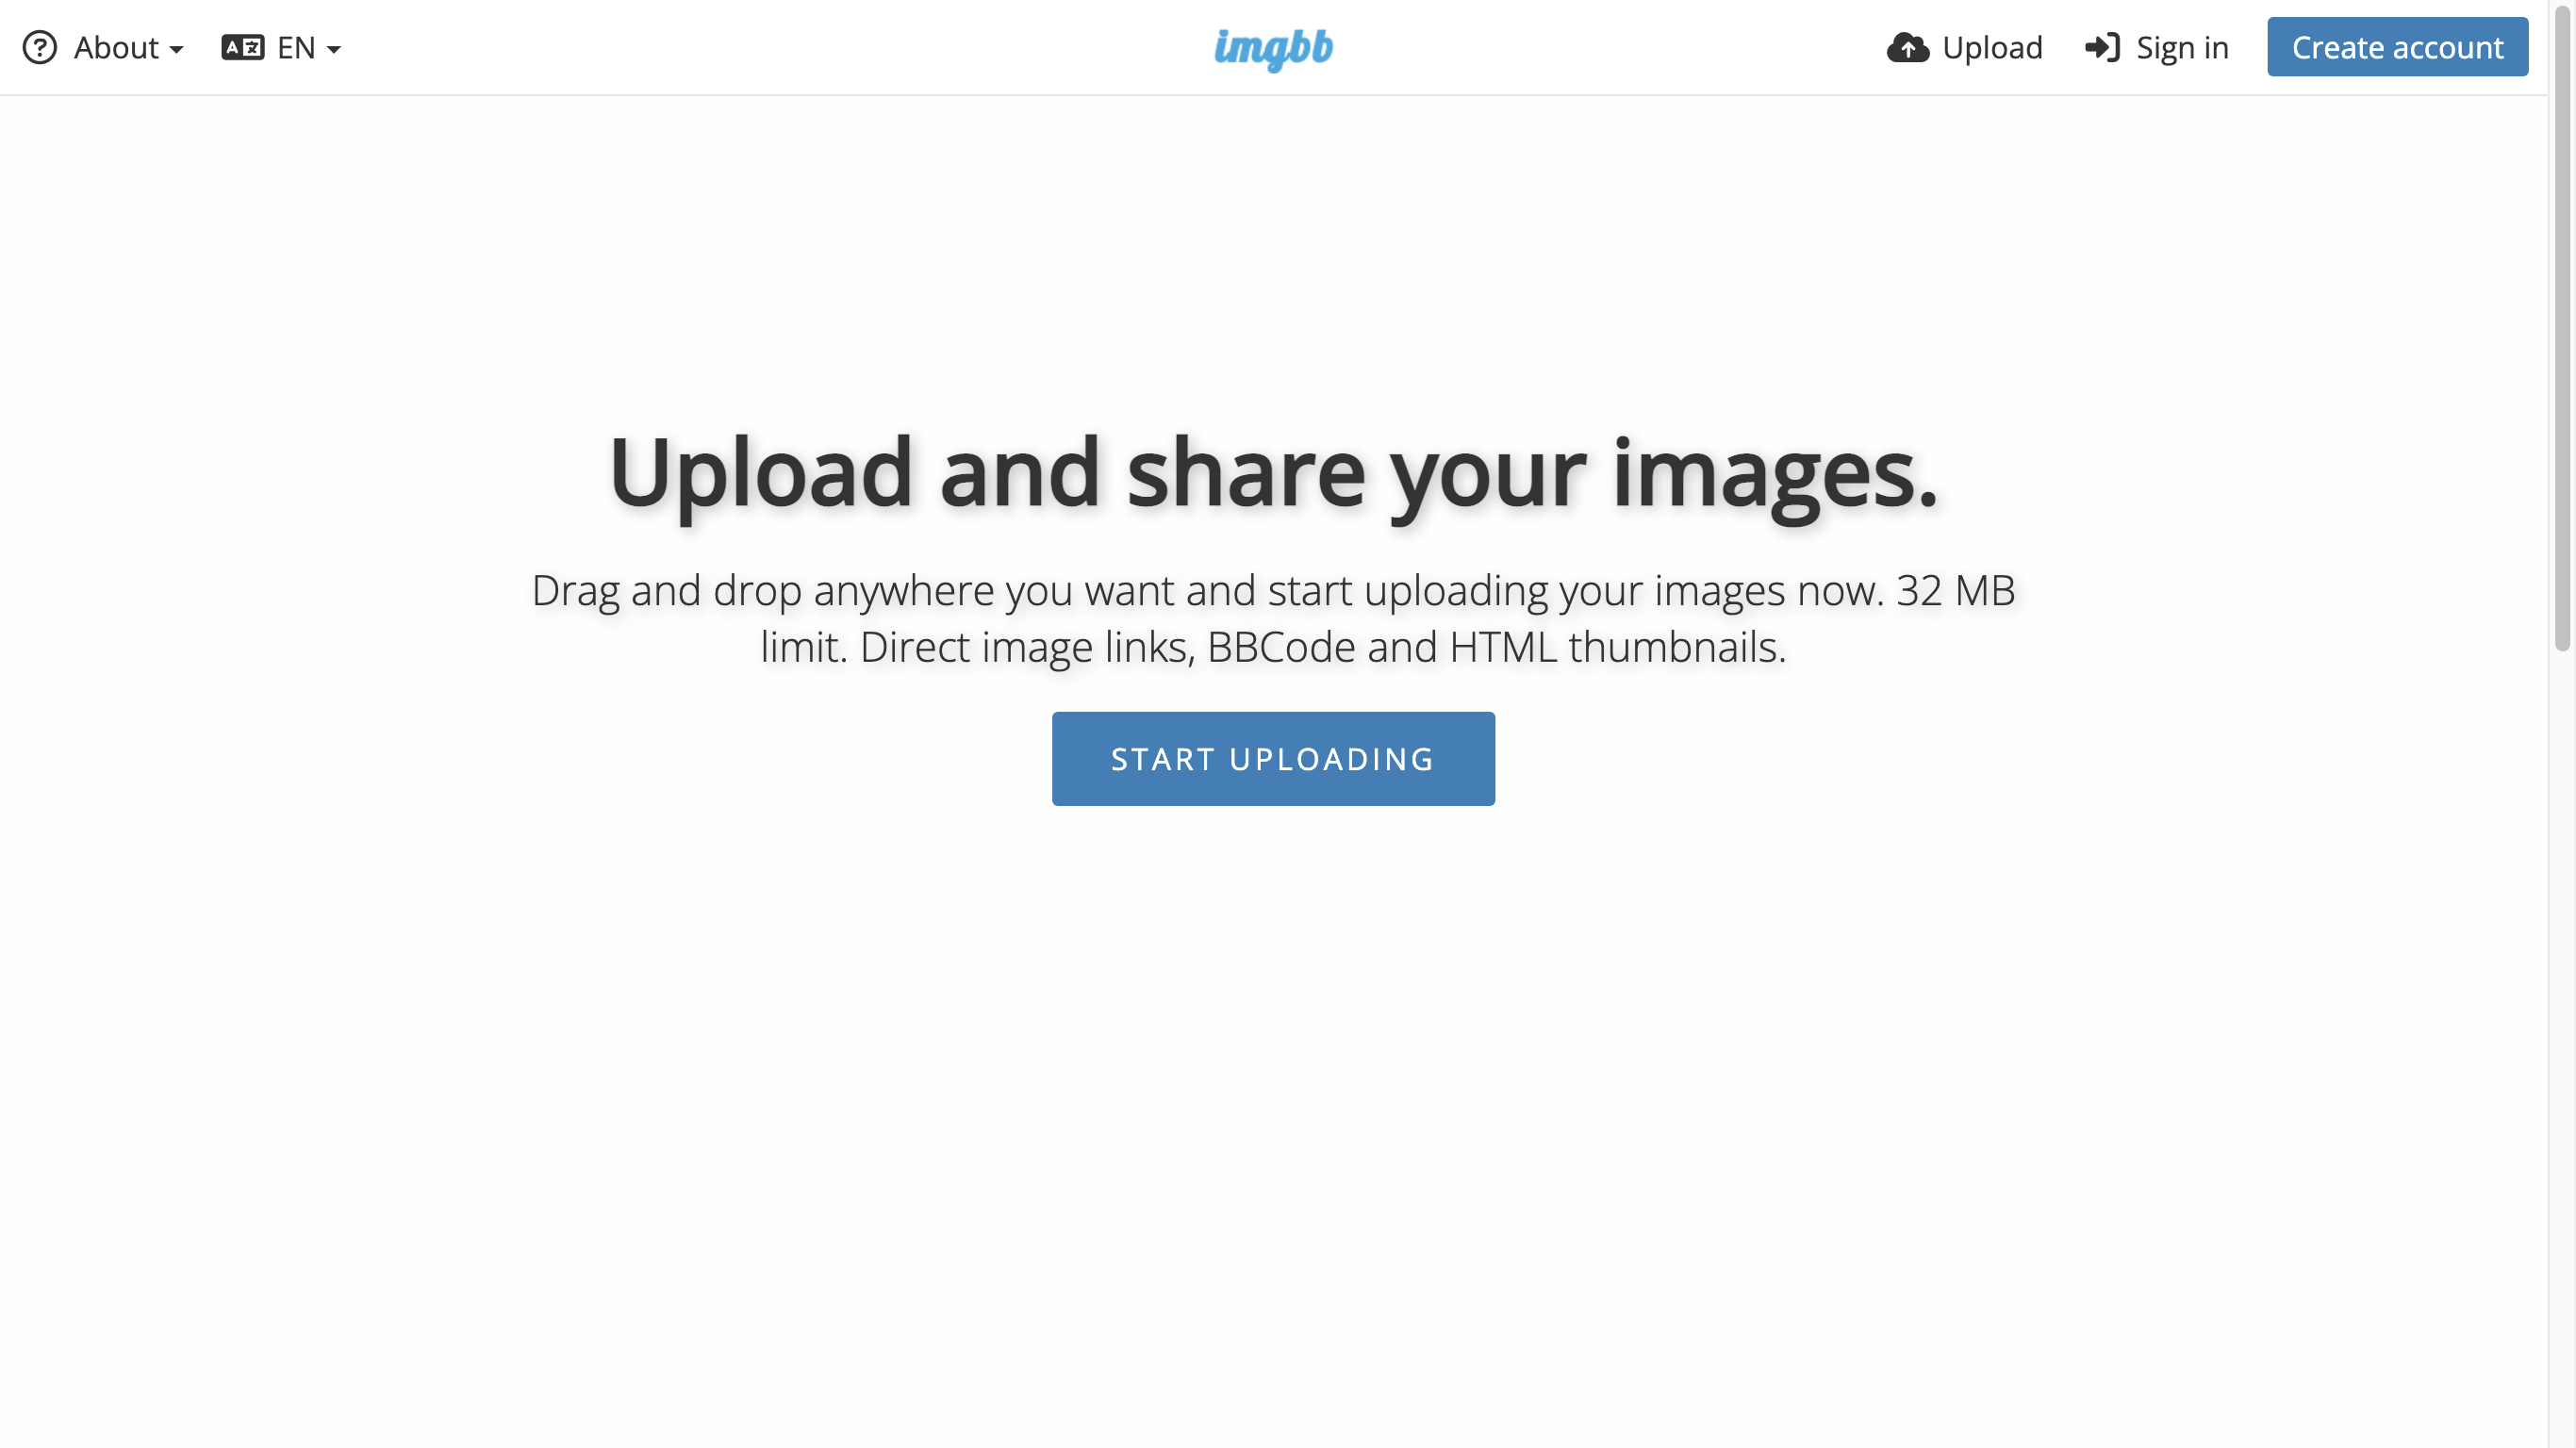 About
EN
imgbb
Upload
Sign in
Create account
Upload and share your images.
Drag and drop anywhere you want and start uploading your images now. 32 MB
limit. Direct image links, BBCode and HTML thumbnails.
START UPLOADING